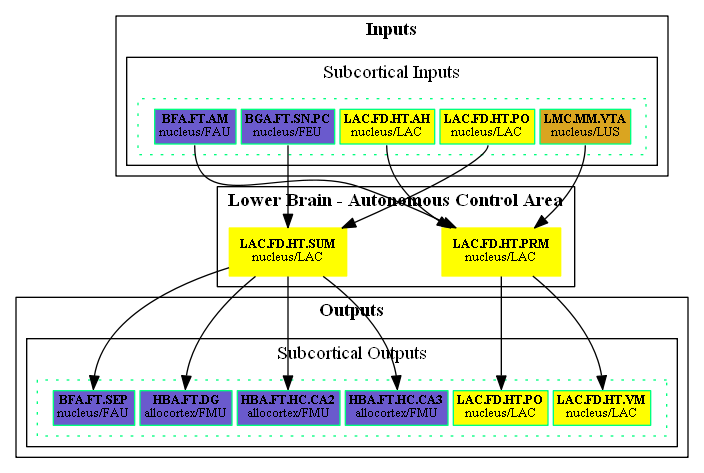 Inputs
Subcortical Inputs
BFA.FT.AM
nucleus/FAU
BGA.FT.SN.PC
nucleus/FEU
LAC.FD.HT.AH
nucleus/LAC
LAC.FD.HT.PO
nucleus/LAC
LMC.MM.VTA
nucleus/LUS
Lower Brain - Autonomous Control Area
LAC.FD.HT.SUM
nucleus/LAC
LAC.FD.HT.PRM
nucleus/LAC
Outputs
Subcortical Outputs
BFA.FT.SEP
nucleus/FAU
HBA.FT.DG
allocortex/FMU
HBA.FT.HC.CA2
allocortex/FMU
HBA.FT.HC.CA3
allocortex/FMU
LAC.FD.HT.PO
nucleus/LAC
LAC.FD.HT.VM
nucleus/LAC